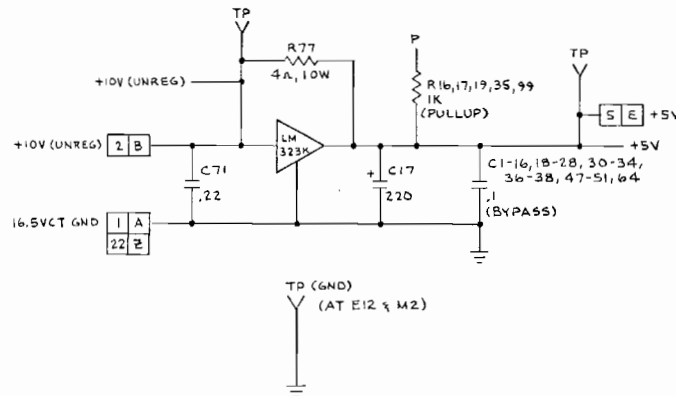 TP
R77
4Ω, 10W
+10V (UNREG)
P
R16,17,19,35,99
1K
(PULLUP)
TP
5 E +5V
+10V (UNREG) 2 B
LM
323K
+5V
C71
.22
+ C17
220
C1-16, 18-28, 30-34,
36-38, 47-51, 64
.1
(BYPASS)
16.5VCT GND 1 A
22 Z
TP (GND)
(AT E12 & M2)